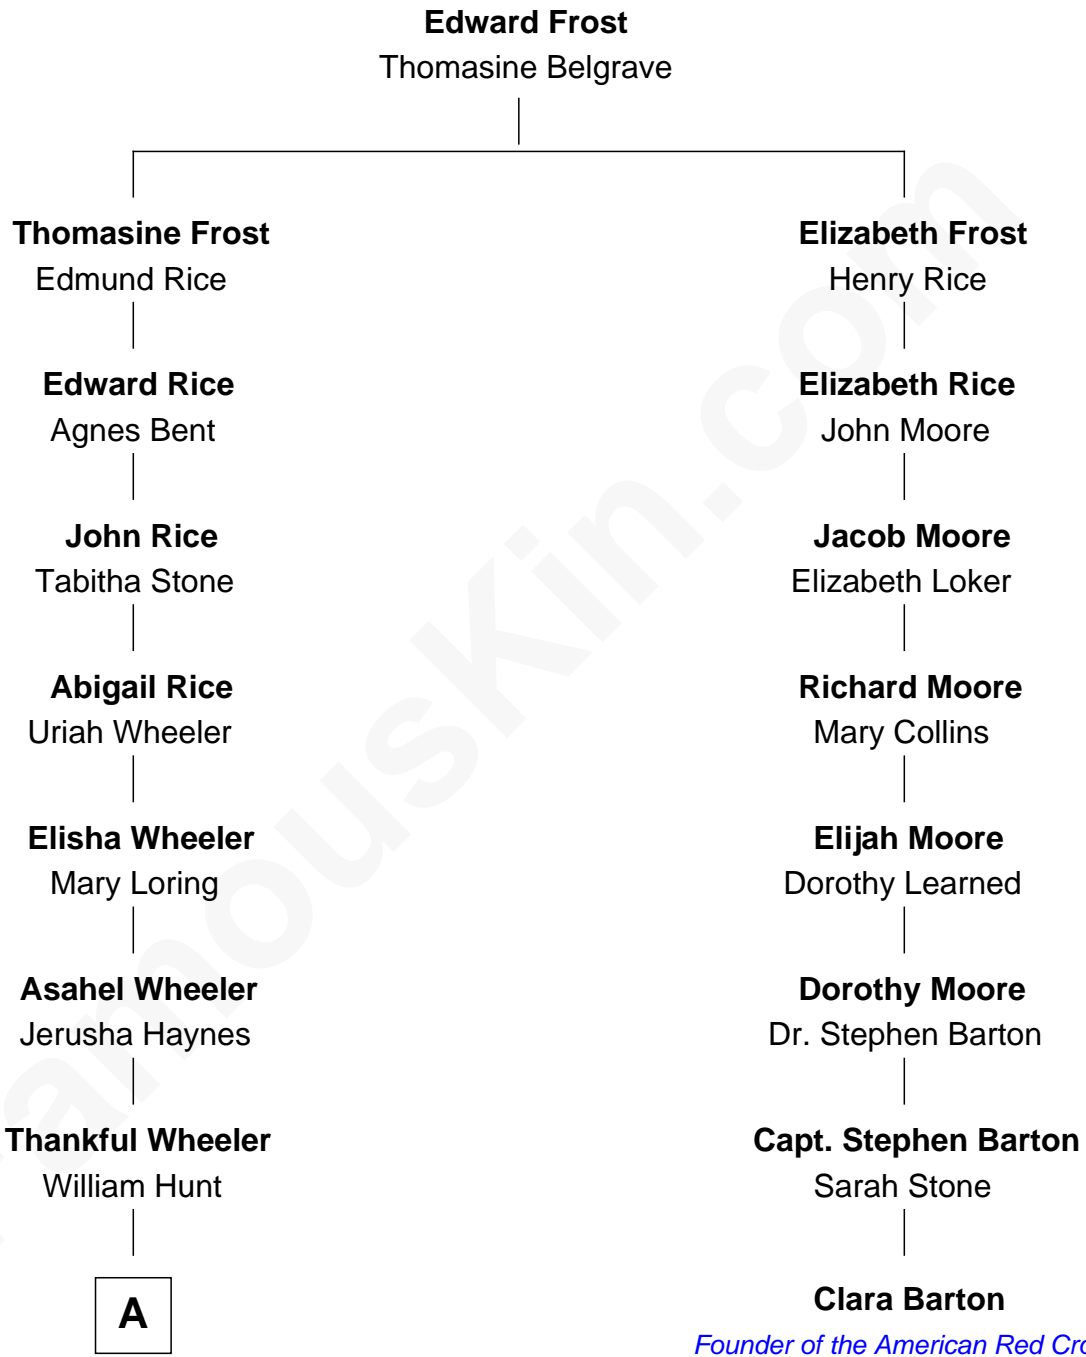 Edward Frost
Thomasine Belgrave
Thomasine Frost
Edmund Rice
Edward Rice
Agnes Bent
John Rice
Tabitha Stone
Abigail Rice
Uriah Wheeler
Elisha Wheeler
Mary Loring
Asahel Wheeler
Jerusha Haynes
Thankful Wheeler
William Hunt
A
Elizabeth Frost
Henry Rice
Elizabeth Rice
John Moore
Jacob Moore
Elizabeth Loker
Richard Moore
Mary Collins
Elijah Moore
Dorothy Learned
Dorothy Moore
Dr. Stephen Barton
Capt. Stephen Barton
Sarah Stone
Clara Barton
Founder of the American Red Cro
amouskin.com